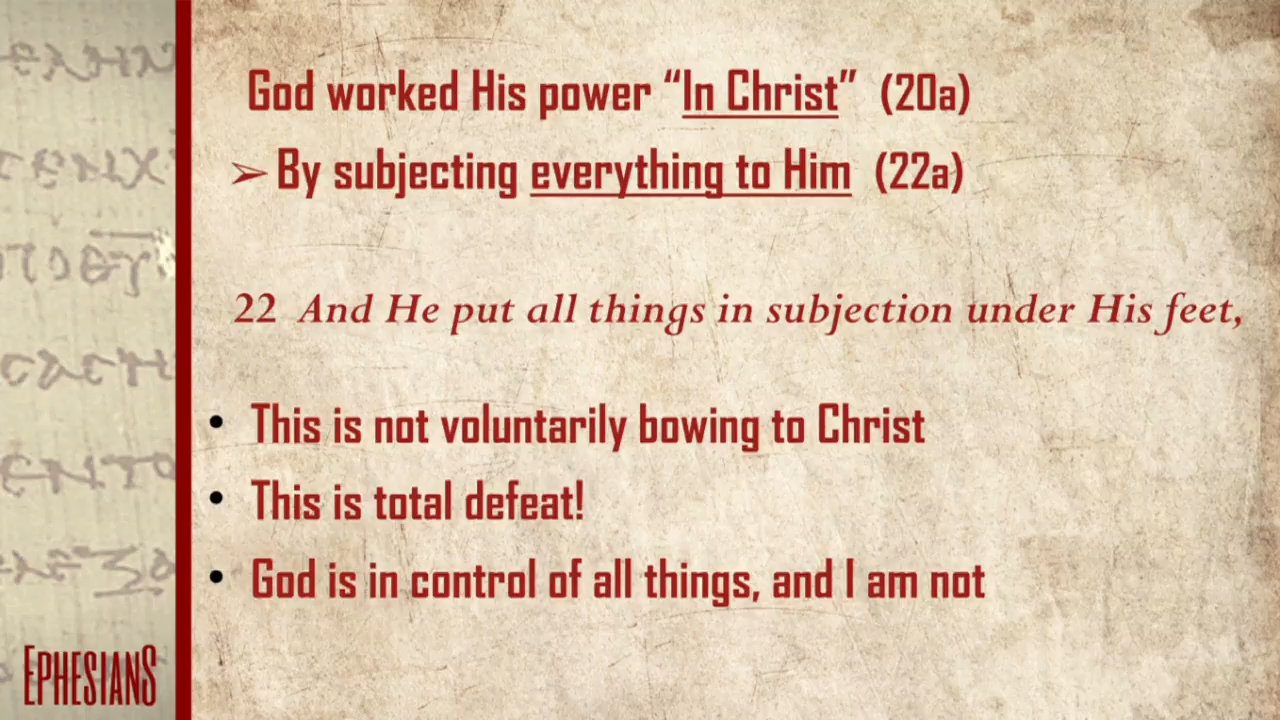 God worked His power “In Christ” (20a)
➢ By subjecting everything to Him (22a)
22 And He put all things in subjection under His feet,
• This is not voluntarily bowing to Christ
• This is total defeat!
• God is in control of all things, and I am not
EPHESIANS